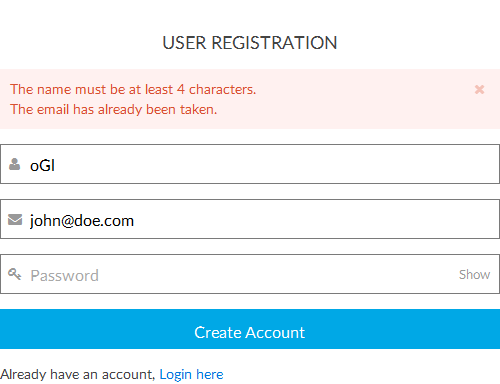 USER REGISTRATION
The name must be at least 4 characters.
The email has already been taken.
oGl
john@doe.com
Password Show
Create Account
Already have an account, Login here